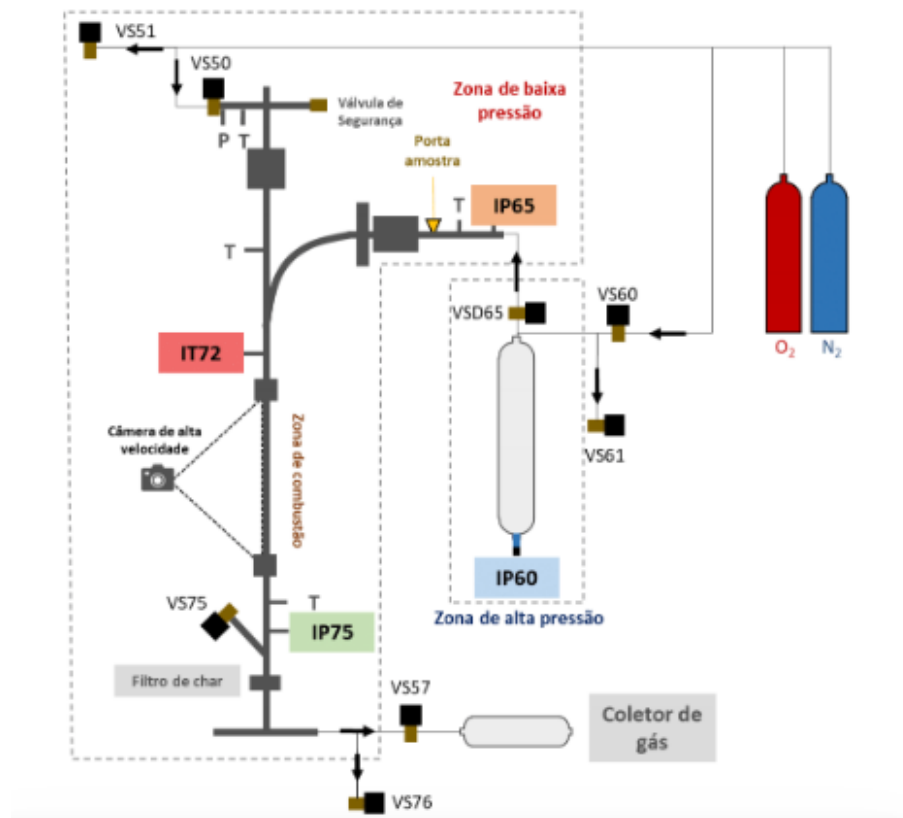 VS51
VS50
Válvula de
Segurança
P T
Zona de baixa
pressão
Porta
amostra
T
IP65
T
VSD65
VS60
O2
N2
IT72
VS61
Câmera de alta
velocidade
Zona de combustão
IP60
Zona de alta pressão
VS75
T
IP75
Filtro de char
VS57
Coletor de
gás
VS76